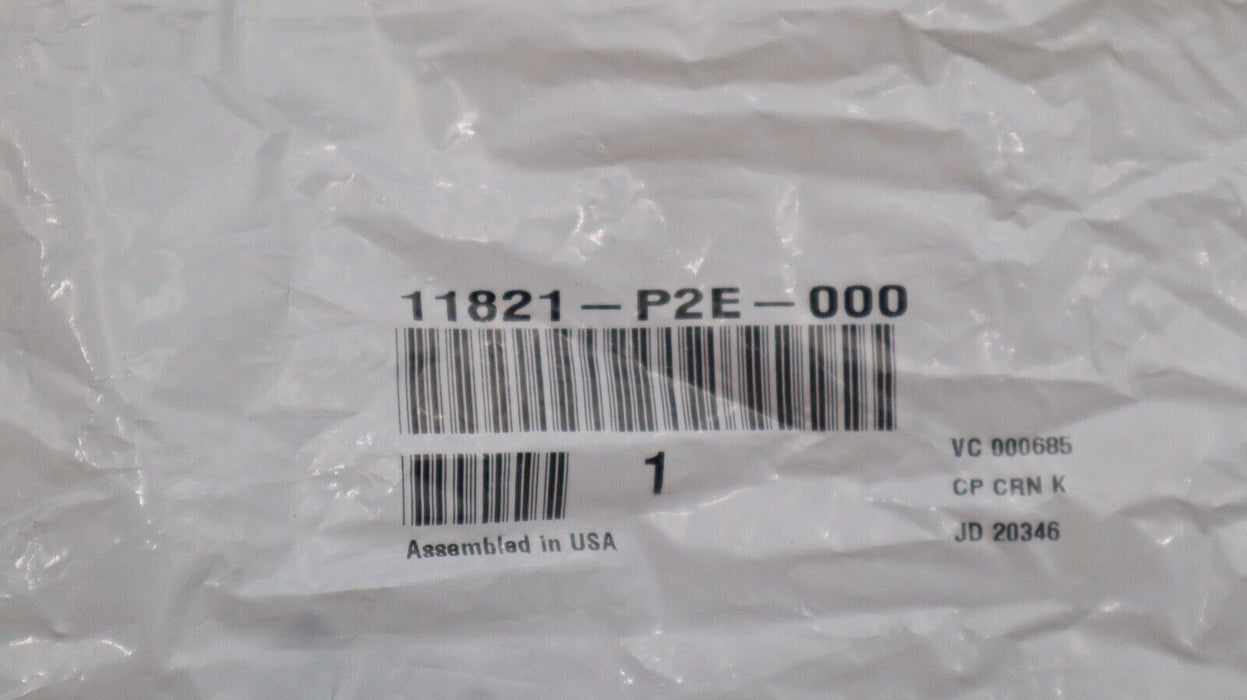 11821-P2E-000
1
Assembled in USA
VC 000685
CP CRN K
JD 20346